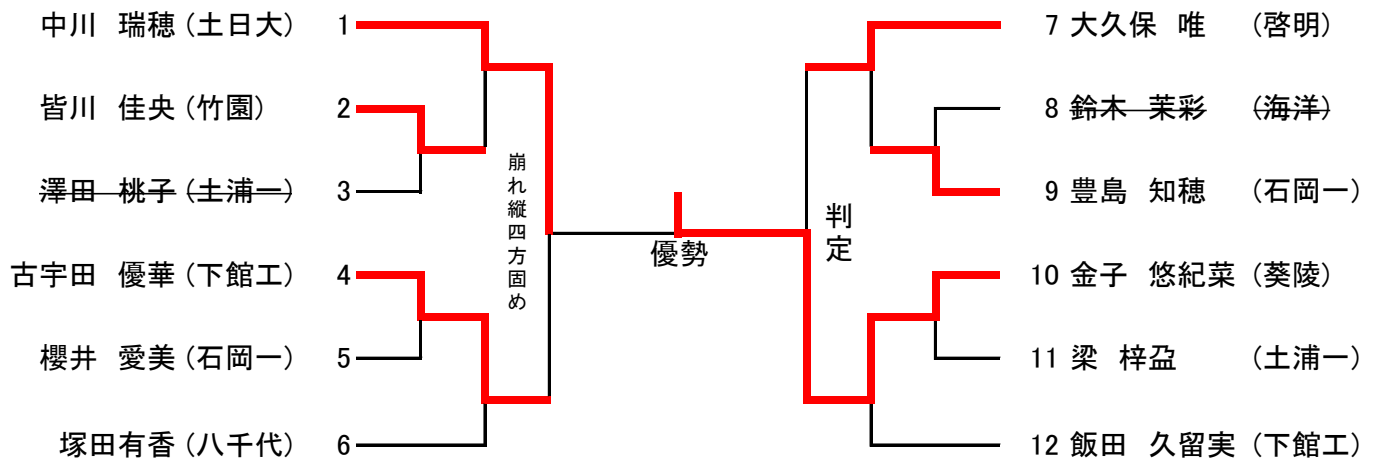 中川　瑞穂（土日大） 1
皆川　佳央（竹園） 2
澤田　桃子（土浦一） 3
古宇田　優華（下館工） 4
櫻井　愛美（石岡一） 5
塚田有香（八千代） 6
崩れ縦四方固め
優勢
判定
7 大久保　唯　（啓明）
8 鈴木　茉彩　（海洋）
9 豊島　知穂　（石岡一）
10 金子　悠紀菜（葵陵）
11 梁　梓盈　（土浦一）
12 飯田　久留実（下館工）